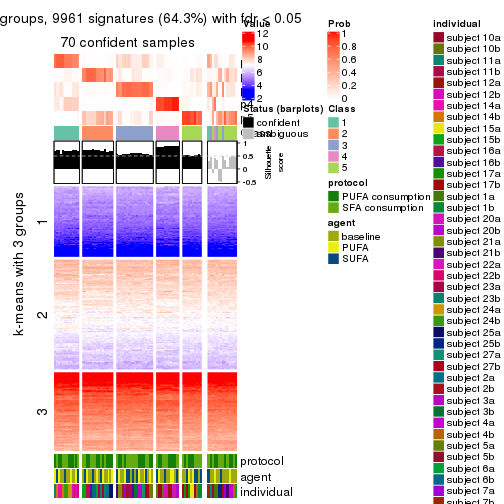 groups, 9961 signatures (64.3%) with fdr < 0.05
70 confident samples
k-means with 3 groups
1
2
3
p4
1
0.5
0
-0.5
Silhouette
score
protocol
agent
individual
Value
12
10
8
6
4
2
Status (barplots)
confident
ambiguous
Prob
1
0.8
0.6
0.4
0.2
0
Class
1
2
3
4
5
protocol
PUFA consumption
SFA consumption
agent
baseline
PUFA
SUFA
individual
subject 10a
subject 10b
subject 11a
subject 11b
subject 12a
subject 12b
subject 14a
subject 14b
subject 15a
subject 15b
subject 16a
subject 16b
subject 17a
subject 17b
subject 1a
subject 1b
subject 20a
subject 20b
subject 21a
subject 21b
subject 22a
subject 22b
subject 23a
subject 23b
subject 24a
subject 24b
subject 25a
subject 25b
subject 27a
subject 27b
subject 2a
subject 2b
subject 3a
subject 3b
subject 4a
subject 4b
subject 5a
subject 5b
subject 6a
subject 6b
subject 7a
subject 7b